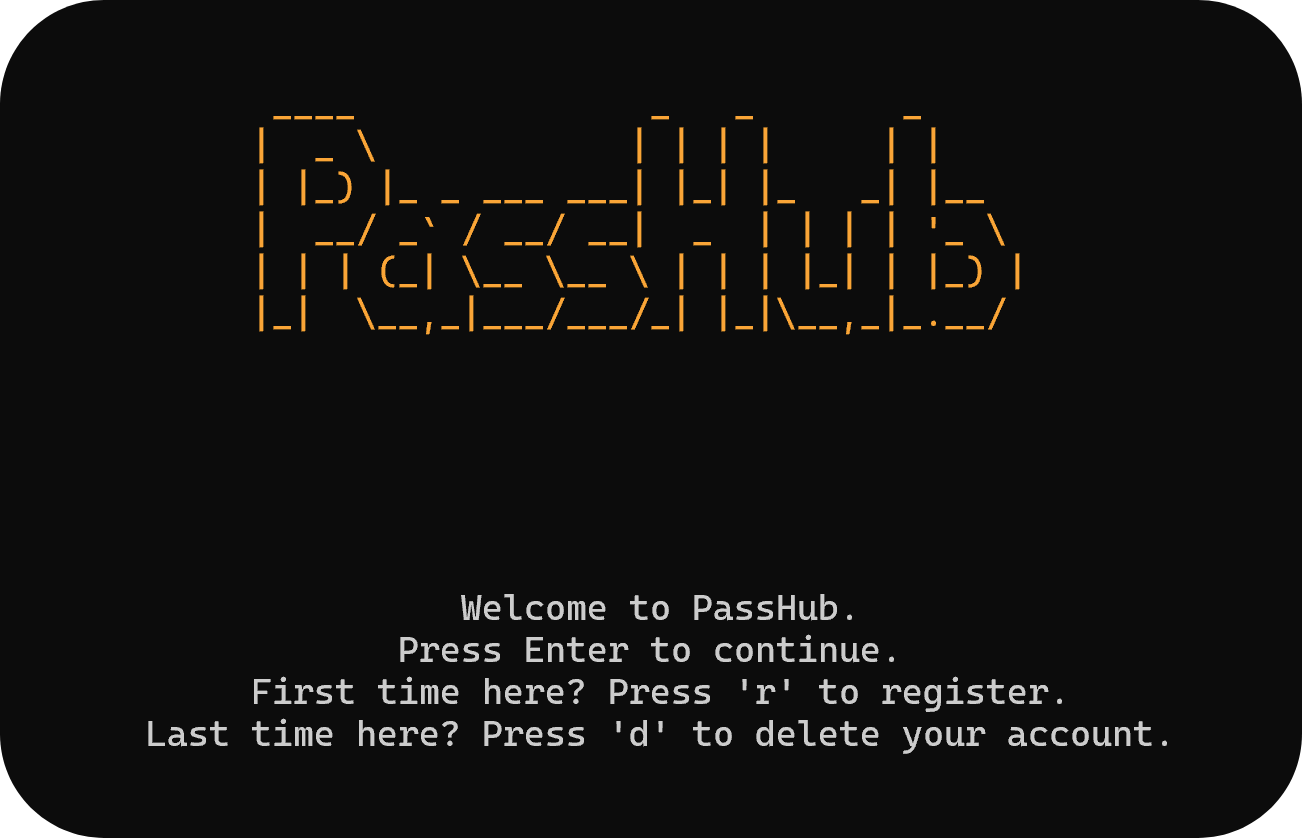 PassHub
Welcome to PassHub.
Press Enter to continue.
First time here? Press 'r' to register.
Last time here? Press 'd' to delete your account.